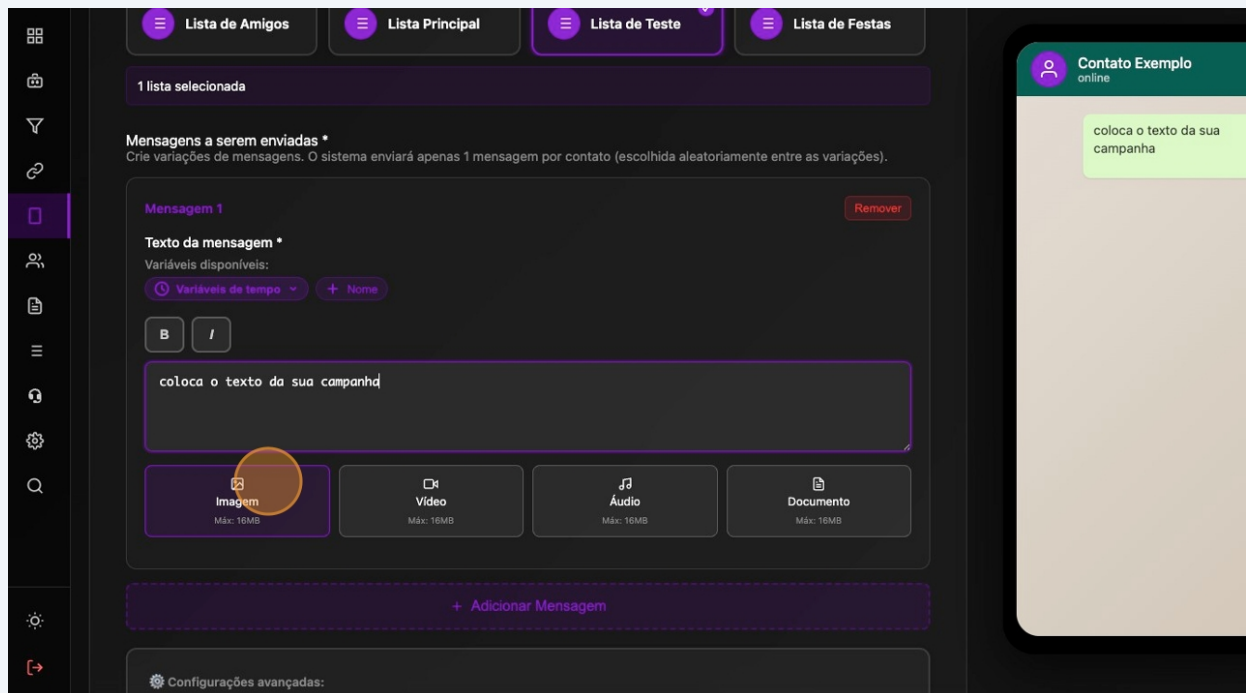 Lista de Amigos
Lista Principal
Lista de Teste
Lista de Festas
1 lista selecionada
Mensagens a serem enviadas *
Crie variações de mensagens. O sistema enviará apenas 1 mensagem por contato (escolhida aleatoriamente entre as variações).
Mensagem 1
Remover
Texto da mensagem *
Variáveis disponíveis:
Variáveis de tempo
+ Nome
B
I
coloca o texto da sua campanha
Imagem
Máx: 16MB
Vídeo
Máx: 16MB
Áudio
Máx: 16MB
Documento
Máx: 16MB
+ Adicionar Mensagem
Configurações avançadas:
Contato Exemplo
online
coloca o texto da sua
campanha